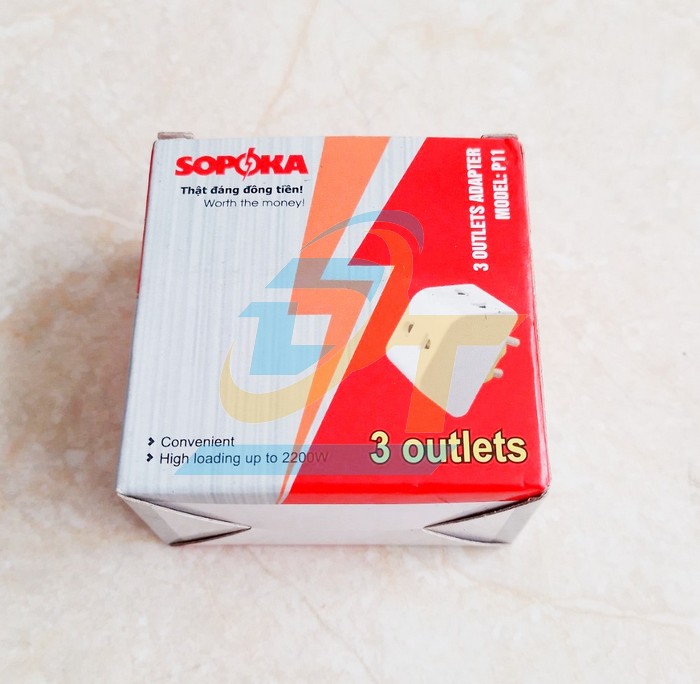 SOPOKA
Thật đáng đồng tiền!
Worth the money!
3 OUTLETS ADAPTER
MODEL: P11
Convenient
High loading up to 2200W
3 outlets